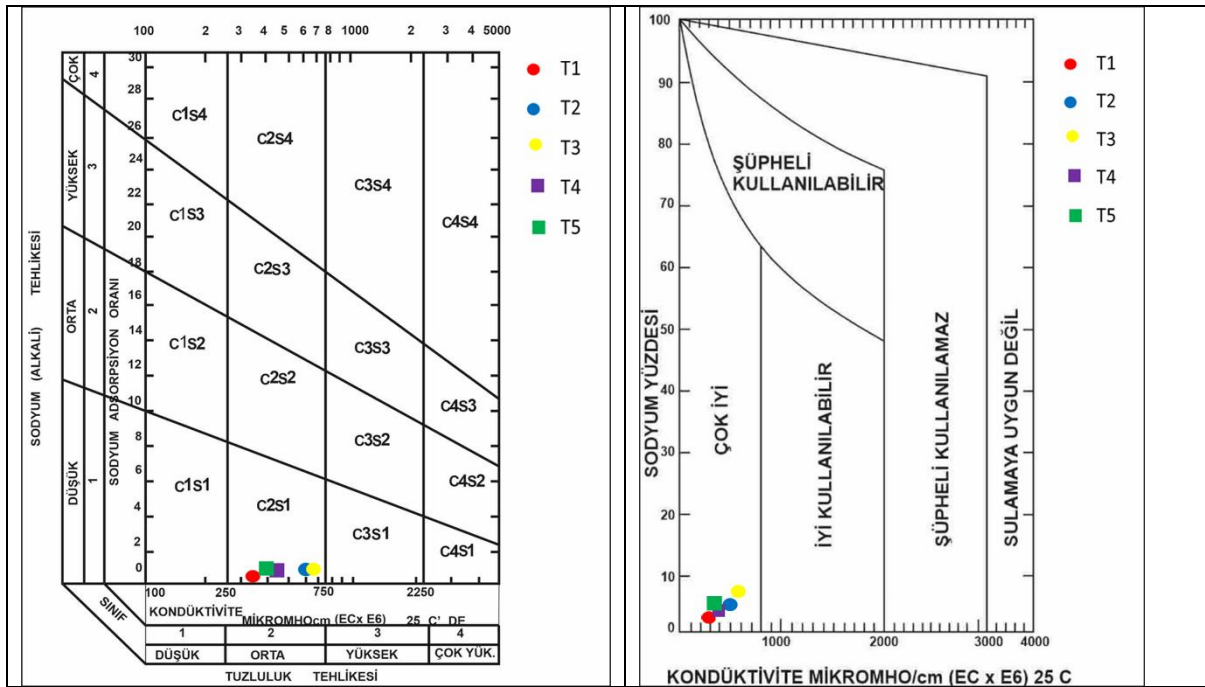 100 2 3 4 5 6 7 8 1000 2 3 4 5000
SODYUM (ALKALİ) TEHLİKESİ
ÇOK
YÜKSEK
ORTA
DÜŞÜK
4
3
2
1
SODYUM ADSORPSİYON ORANI
30
28
26
24
22
20
18
16
14
12
10
8
6
4
2
0
C1S4
C2S4
C3S4
C4S4
C1S3
C2S3
C3S3
C4S3
C1S2
C2S2
C3S2
C4S2
C1S1
C2S1
C3S1
C4S1
T1
T2
T3
T4
T5
100 250 750 2250
SINIF
KONDÜKTİVİTE MİKROMHOcm (ECx E6) 25 C' DE
1 2 3 4
DÜŞÜK ORTA YÜKSEK ÇOK YÜK.
TUZLULUK TEHLİKESİ
SODYUM YÜZDESİ
100
90
80
70
60
50
40
30
20
10
0
ŞÜPHELİ
KULLANILABİLİR
ÇOK İYİ
İYİ KULLANILABİLİR
ŞÜPHELİ KULLANILAMAZ
SULAMAYA UYGUN DEĞİL
T1
T2
T3
T4
T5
1000 2000 3000 4000
KONDÜKTİVİTE MİKROMHO/cm (EC x E6) 25 C